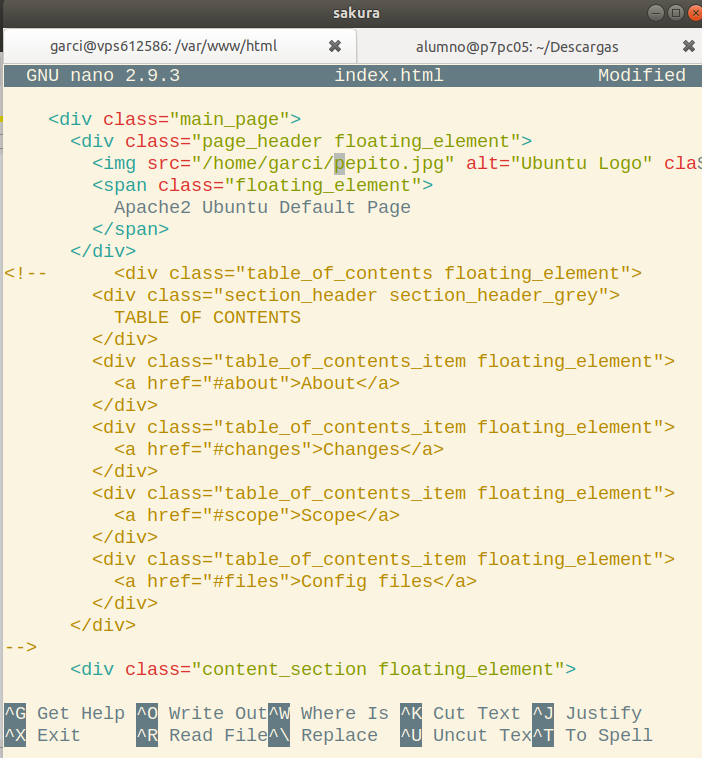 sakura
garci@vps612586: /var/www/html
alumno@p7pc05: ~/Descargas
GNU nano 2.9.3 index.html Modified
<div class="main_page">
<div class="page_header floating_element">
<img src="/home/garci/pepito.jpg" alt="Ubuntu Logo" cla$
<span class="floating_element">
Apache2 Ubuntu Default Page
</span>
</div>
<!--      <div class="table_of_contents floating_element">
<div class="section_header section_header_grey">
TABLE OF CONTENTS
</div>
<div class="table_of_contents_item floating_element">
<a href="#about">About</a>
</div>
<div class="table_of_contents_item floating_element">
<a href="#changes">Changes</a>
</div>
<div class="table_of_contents_item floating_element">
<a href="#scope">Scope</a>
</div>
<div class="table_of_contents_item floating_element">
<a href="#files">Config files</a>
</div>
</div>
-->
<div class="content_section floating_element">
^G Get Help ^O Write Out ^W Where Is ^K Cut Text ^J Justify
^X Exit ^R Read File ^\ Replace ^U Uncut Tex ^T To Spell